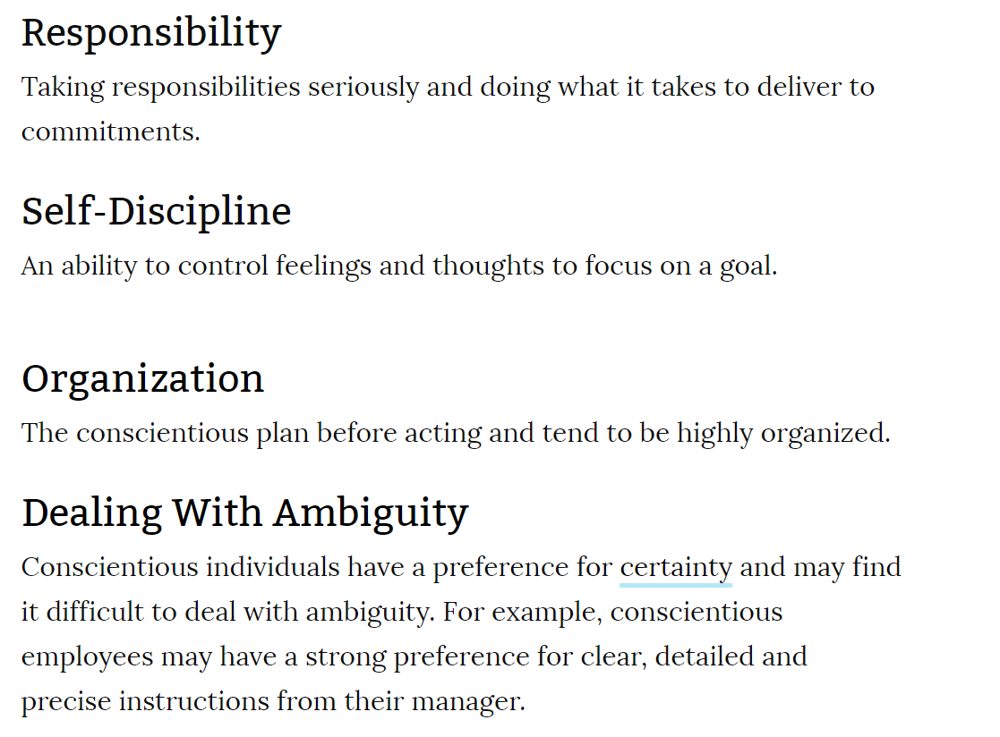 Responsibility
Taking responsibilities seriously and doing what it takes to deliver to
commitments.
Self-Discipline
An ability to control feelings and thoughts to focus on a goal.
Organization
The conscientious plan before acting and tend to be highly organized.
Dealing With Ambiguity
Conscientious individuals have a preference for certainty and may find
it difficult to deal with ambiguity. For example, conscientious
employees may have a strong preference for clear, detailed and
precise instructions from their manager.